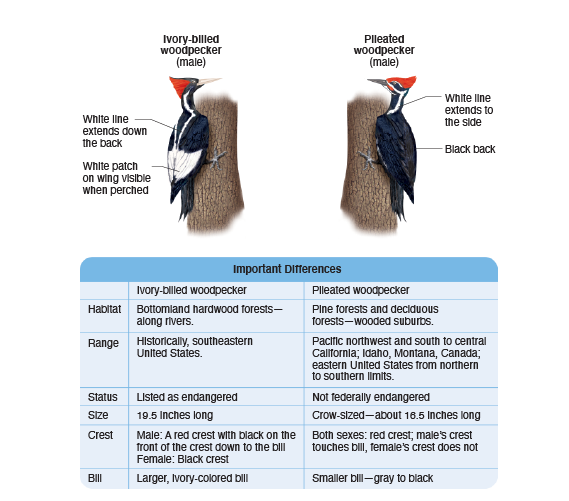 Ivory-billed
woodpecker
(male)
Pileated
woodpecker
(male)
White line
extends down
the back
White patch
on wing visible
when perched
White line
extends to
the side
Black back
Important Differences
Ivory-billed woodpecker
Pileated woodpecker
Habitat
Bottomland hardwood forests—
along rivers.
Pine forests and deciduous
forests—wooded suburbs.
Range
Historically, southeastern
United States.
Pacific northwest and south to central
California; Idaho, Montana, Canada;
eastern United States from northern
to southern limits.
Status
Listed as endangered
Not federally endangered
Size
19.5 inches long
Crow-sized—about 16.5 inches long
Crest
Male: A red crest with black on the
front of the crest down to the bill
Female: Black crest
Both sexes: red crest; male's crest
touches bill, female's crest does not
Bill
Larger, ivory-colored bill
Smaller bill—gray to black